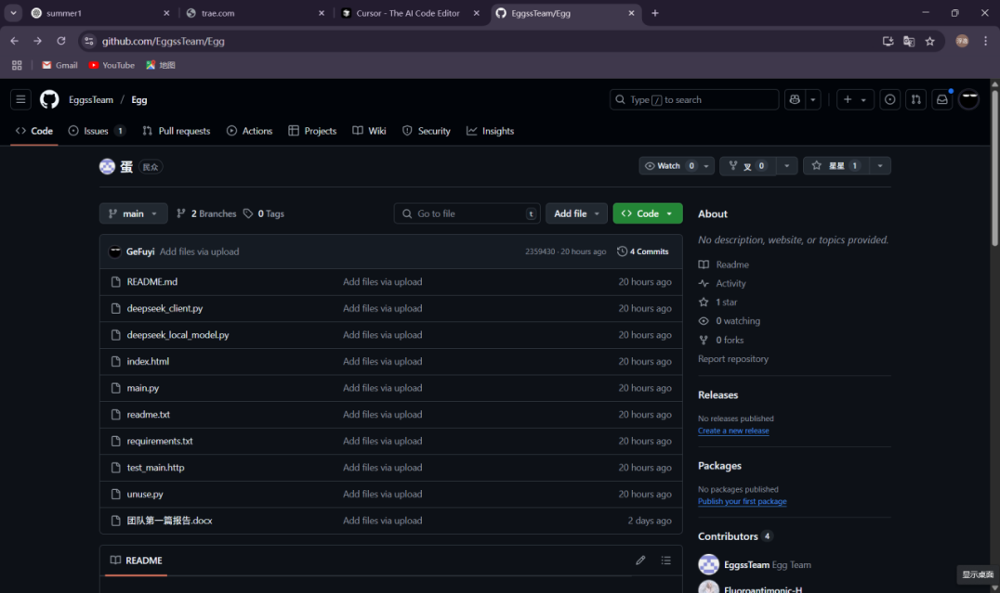 summer1
trae.com
Cursor - The AI Code Editor
EggssTeam/Egg
github.com/EggssTeam/Egg
Gmail
YouTube
地图
EggssTeam / Egg
Type / to search
Code
Issues 1
Pull requests
Actions
Projects
Wiki
Security
Insights
蛋 民众
Watch 0
叉 0
星星 1
main
2 Branches
0 Tags
Go to file t
Add file
Code
GeFuyi Add files via upload 2359430 · 20 hours ago 4 Commits
README.md Add files via upload 20 hours ago
deepseek_client.py Add files via upload 20 hours ago
deepseek_local_model.py Add files via upload 20 hours ago
index.html Add files via upload 20 hours ago
main.py Add files via upload 20 hours ago
readme.txt Add files via upload 20 hours ago
requirements.txt Add files via upload 20 hours ago
test_main.http Add files via upload 20 hours ago
unuse.py Add files via upload 20 hours ago
团队第一篇报告.docx Add files via upload 2 days ago
README
About
No description, website, or topics provided.
Readme
Activity
1 star
0 watching
0 forks
Report repository
Releases
No releases published
Create a new release
Packages
No packages published
Publish your first package
Contributors 4
EggssTeam Egg Team
Fluoroantimonic-H
显示桌面